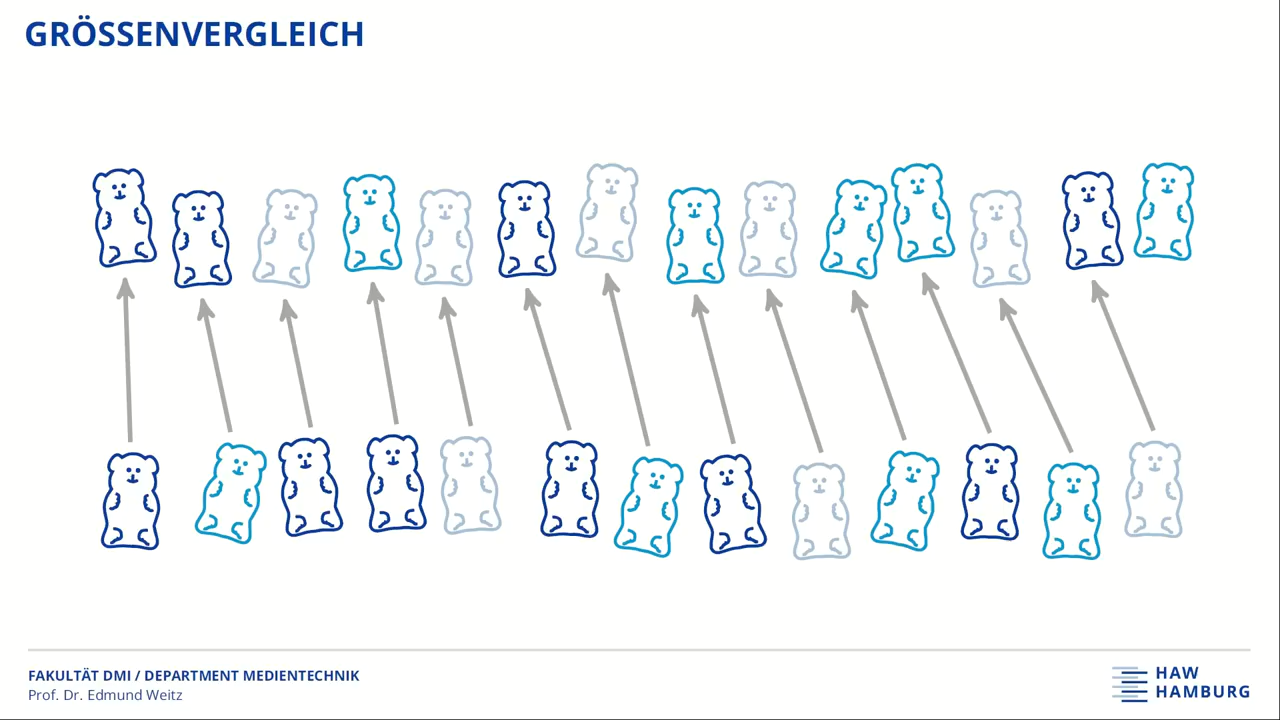 GRÖSSENVERGLEICH
FAKULTÄT DMI / DEPARTMENT MEDIENTECHNIK
Prof. Dr. Edmund Weitz
HAW
HAMBURG